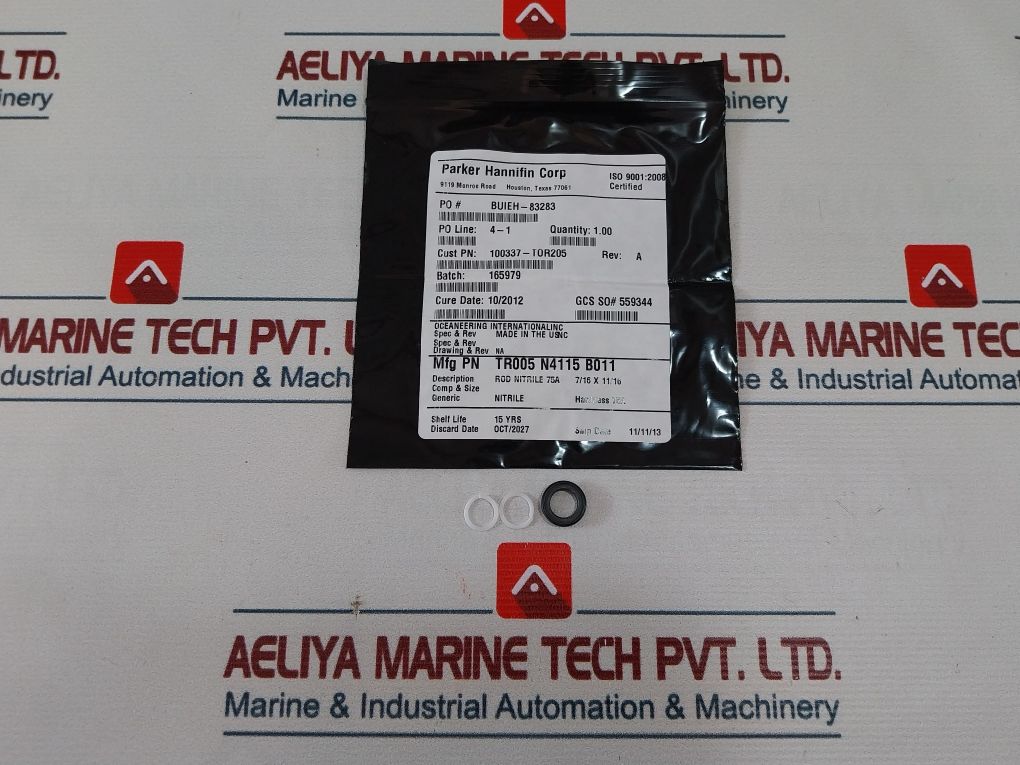 LTD.
inery
AELIYA MARINE TECH PVT. LTD.
Marine &
Machinery
Parker Hannifin Corp
ISO 9001:2008
9119 Monroe Road Houston, Texas 77061
Certified
PO # BUIEH-83283
PO Line: 4-1 Quantity: 1.00
Cust PN: 100337-TOR205 Rev: A
Batch: 165979
Cure Date: 10/2012 GCS SO# 559344
OCEANEERING INTERNATIONALINC
Spec & Rev MADE IN THE USNC
Spec & Rev
Drawing & Rev NA
Mfg PN TR005 N4115 B011
Description ROD NITRILE 75A 7/16 X 11/16
Comp & Size
Generic NITRILE
Shelf Life 15 YRS
Discard Date OCT/2027 11/11/13
MARINE TECH PVT. L
AELIYA MARINE TE
Industrial Automation & Mach
ne & Industrial Automa
AELIYA MARINE TECH PVT. LTD.
Marine & Industrial Automation & Machinery